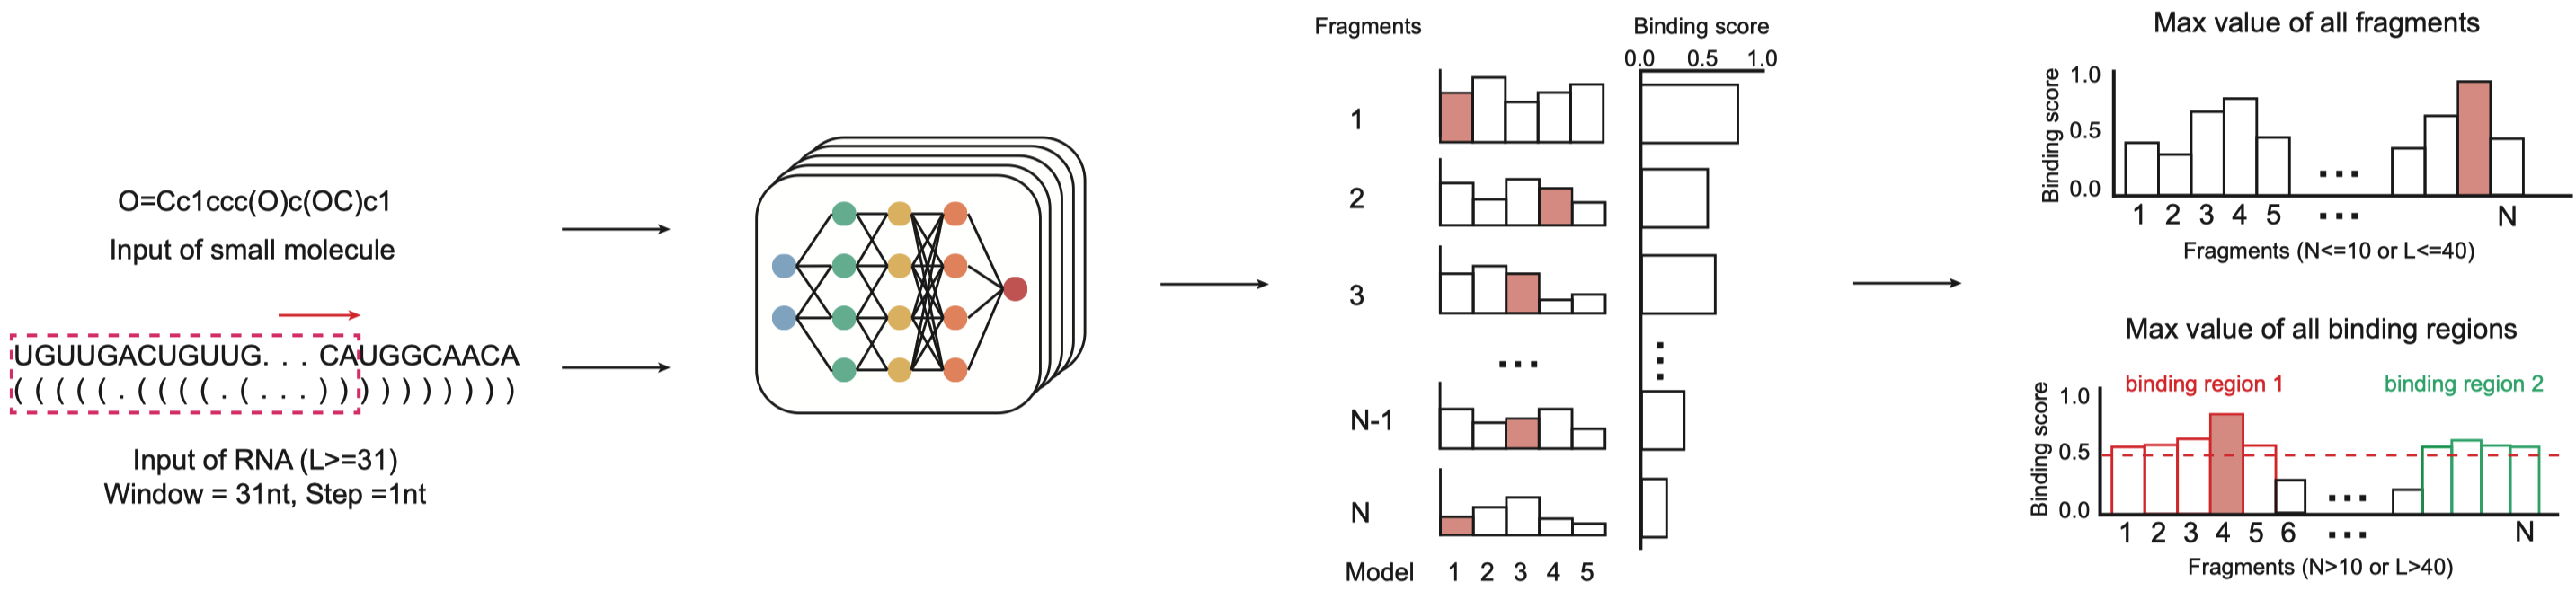 O=Cc1ccc(O)c(OC)c1
Input of small molecule
UGUUGACUGUUG. . . CAUGGCAACA
( ( ( ( ( . ( ( ( ( . ( . . . ) ) ) ) ) ) ) ) ) )
Input of RNA (L>=31)
Window = 31nt, Step =1nt
Fragments
Binding score
0.0 0.5 1.0
1
2
3
...
N-1
N
Model 1 2 3 4 5
Max value of all fragments
Binding score
1.0
0.5
0.0
...
1 2 3 4 5 ... N
Fragments (N<=10 or L<=40)
Max value of all binding regions
binding region 1 binding region 2
Binding score
1.0
0.5
0.0
...
1 2 3 4 5 6 ... N
Fragments (N>10 or L>40)